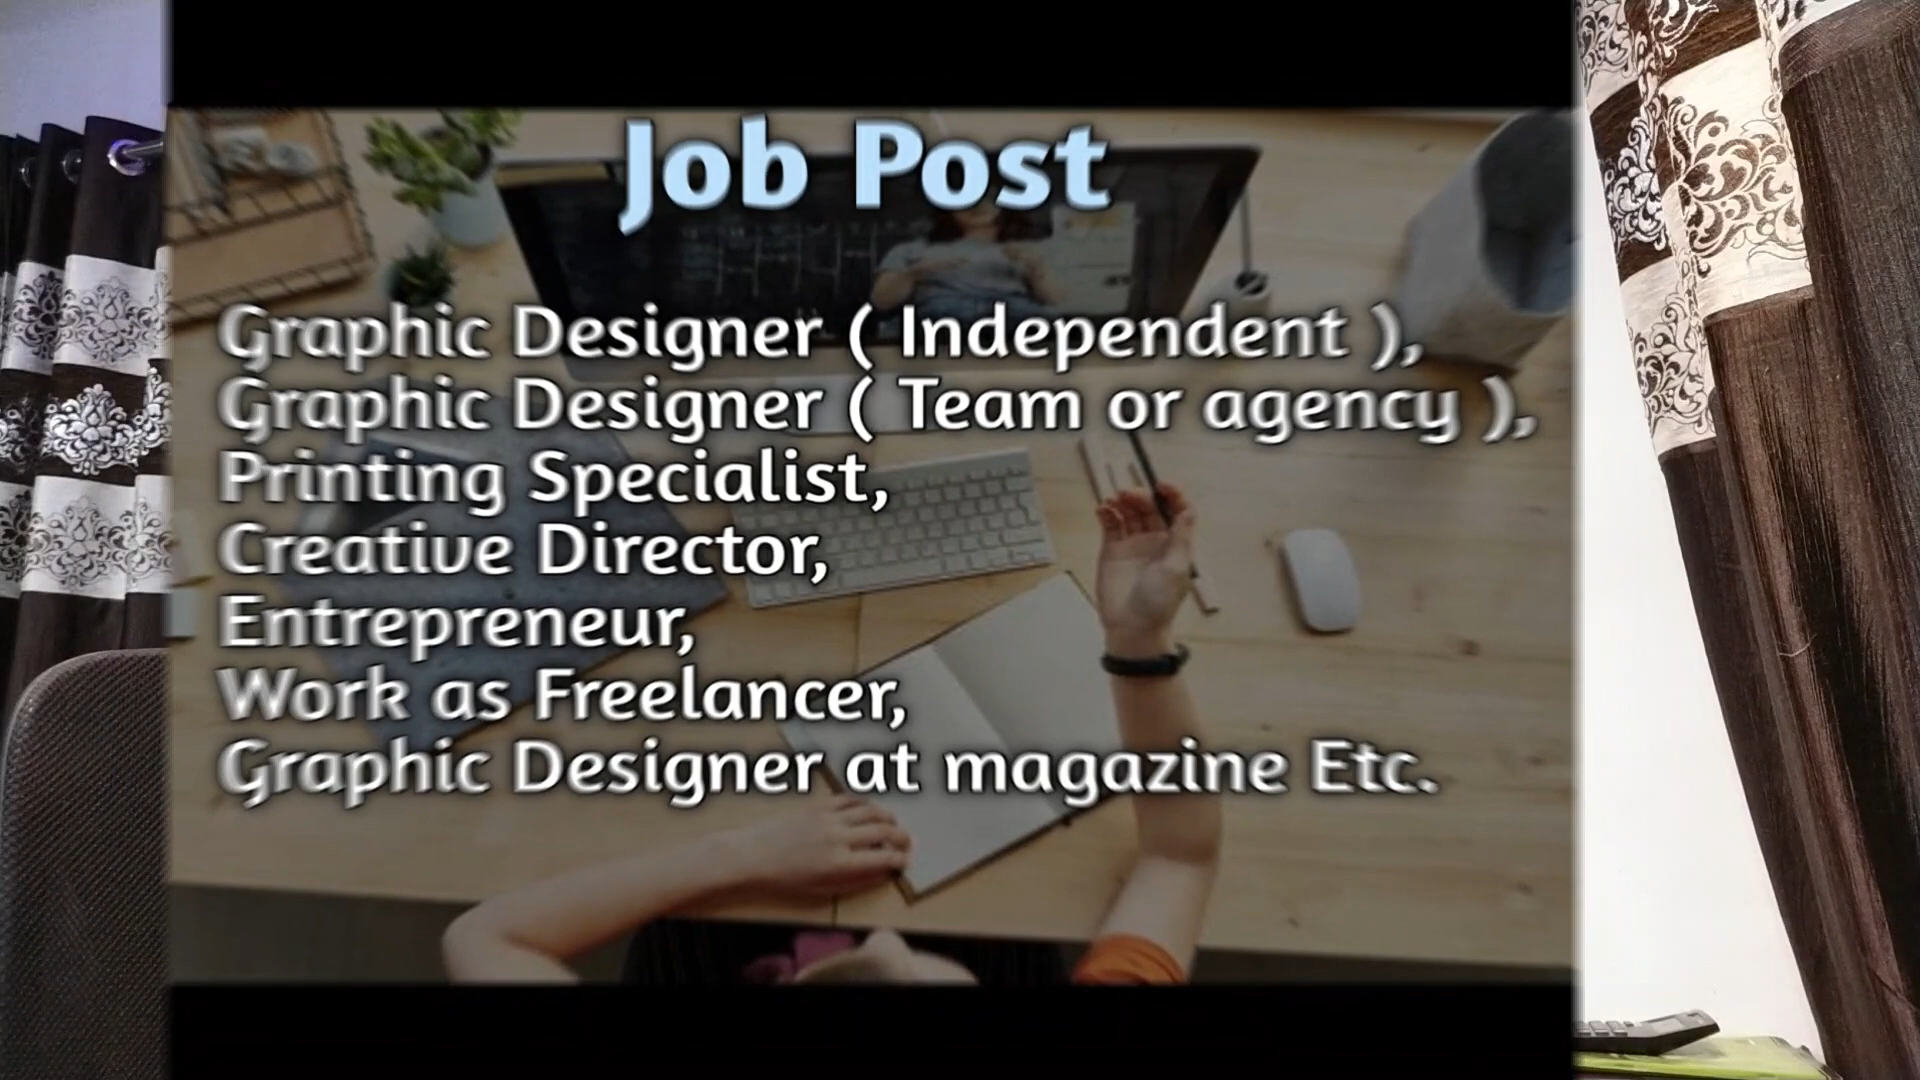 Job Post
Graphic Designer ( Independent ),
Graphic Designer ( Team or agency ),
Printing Specialist,
Creative Director,
Entrepreneur,
Work as Freelancer,
Graphic Designer at magazine Etc.